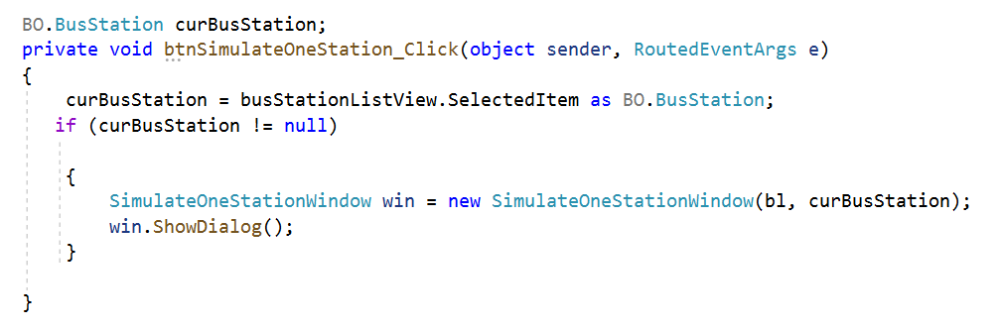 BO.BusStation curBusStation;
private void btnSimulateOneStation_Click(object sender, RoutedEventArgs e)
{
curBusStation = busStationListView.SelectedItem as BO.BusStation;
if (curBusStation != null)
{
SimulateOneStationWindow win = new SimulateOneStationWindow(bl, curBusStation);
win.ShowDialog();
}
}